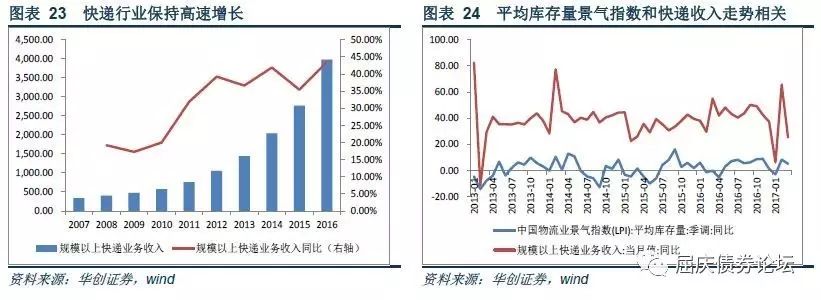 图表 23 快递行业保持高速增长
4,500.00
4,000.00
3,500.00
3,000.00
2,500.00
2,000.00
1,500.00
1,000.00
500.00
0.00
50.00%
45.00%
40.00%
35.00%
30.00%
25.00%
20.00%
15.00%
10.00%
5.00%
0.00%
2007 2008 2009 2010 2011 2012 2013 2014 2015 2016
规模以上快递业务收入 规模以上快递业务收入同比（右轴）
资料来源：华创证券，wind
图表 24 平均库存量景气指数和快递收入走势相关
100.00
80.00
60.00
40.00
20.00
0.00
-20.00
2013-01 2013-04 2013-07 2013-10 2014-01 2014-04 2014-07 2014-10 2015-01 2015-04 2015-07 2015-10 2016-01 2016-04 2016-07 2016-10 2017-01
中国物流业景气指数(LPI):平均库存量:季调:同比
规模以上快递业务收入:当月值:同比
资料来源：华创证券，wind
屈庆债券论坛